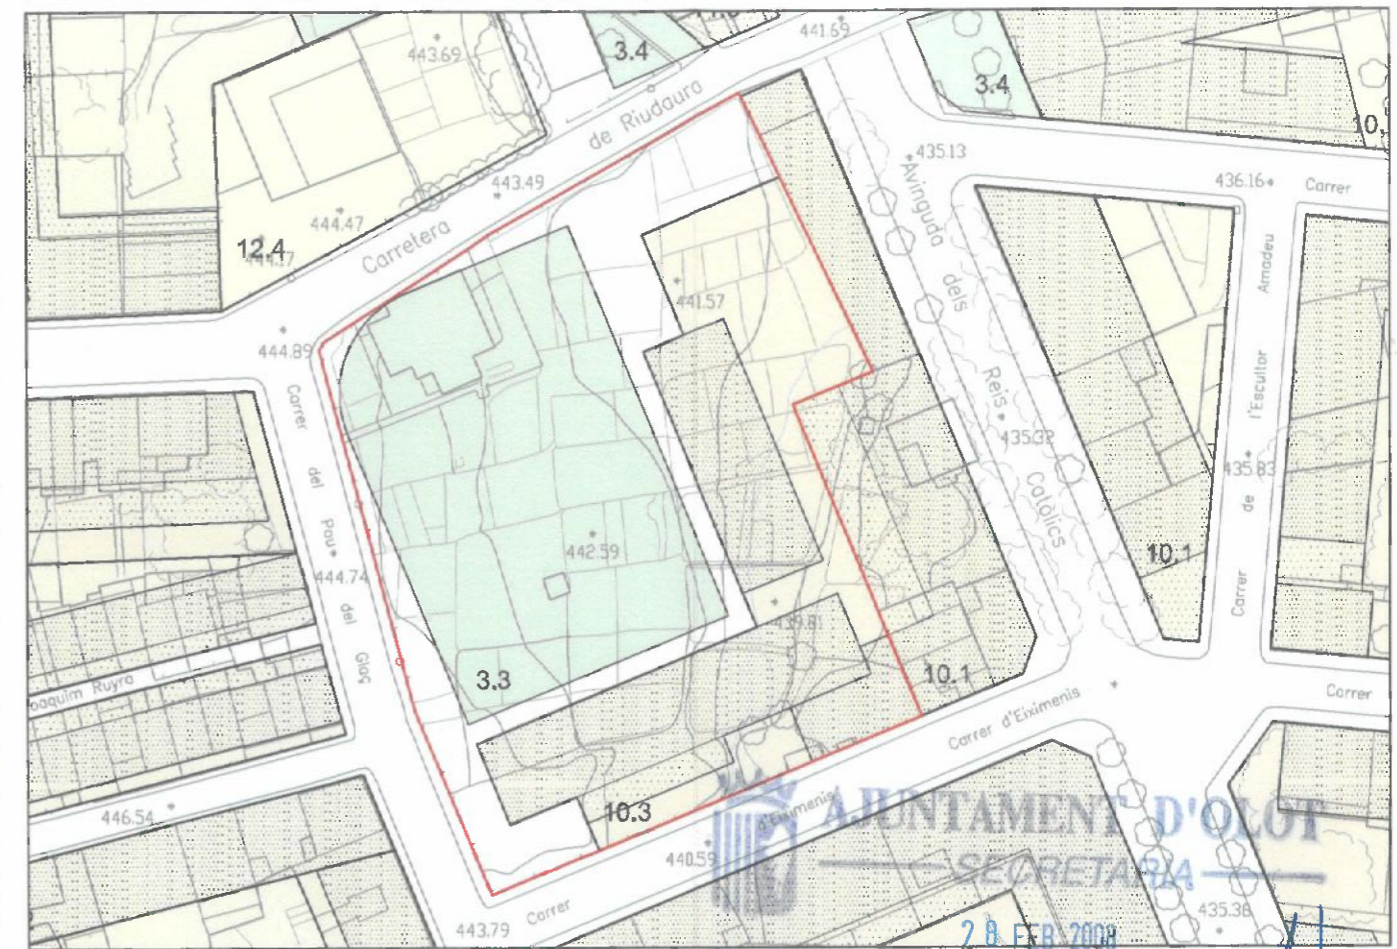 441.69
443.69
3.4
3.4
10.
de Riudaura
435.13
436.16
Carrer
443.49
444.47
12.4
Carretera
Avinguda dels Reis Catòlics
Carrer de l'Escultor Amadeu
441.57
444.89
Carrer del Pou del Glaç
435.32
435.83
442.59
10.1
444.74
439.81
3.3
10.1
oaquim Ruyra
Carrer d'Eiximenis
Carrer
446.54
10.3
d'Eiximenis
AJUNTAMENT D'OLOT
SECRETARIA
440.59
443.79
Carrer
435.38
28 FEB 2008